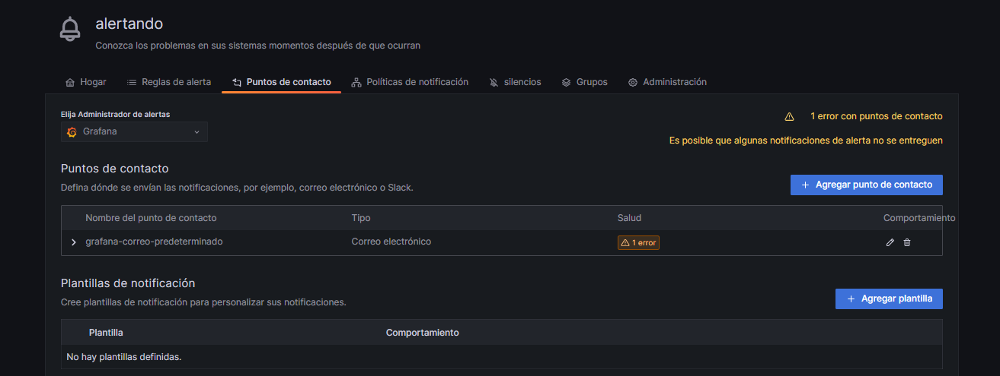 alertando
Conozca los problemas en sus sistemas momentos después de que ocurran
Hogar Reglas de alerta Puntos de contacto Políticas de notificación silencios Grupos Administración
Elija Administrador de alertas
Grafana
1 error con puntos de contacto
Es posible que algunas notificaciones de alerta no se entreguen
Puntos de contacto
Defina dónde se envían las notificaciones, por ejemplo, correo electrónico o Slack.
+ Agregar punto de contacto
Nombre del punto de contacto Tipo Salud Comportamiento
grafana-correo-predeterminado Correo electrónico 1 error
Plantillas de notificación
Cree plantillas de notificación para personalizar sus notificaciones.
+ Agregar plantilla
Plantilla Comportamiento
No hay plantillas definidas.